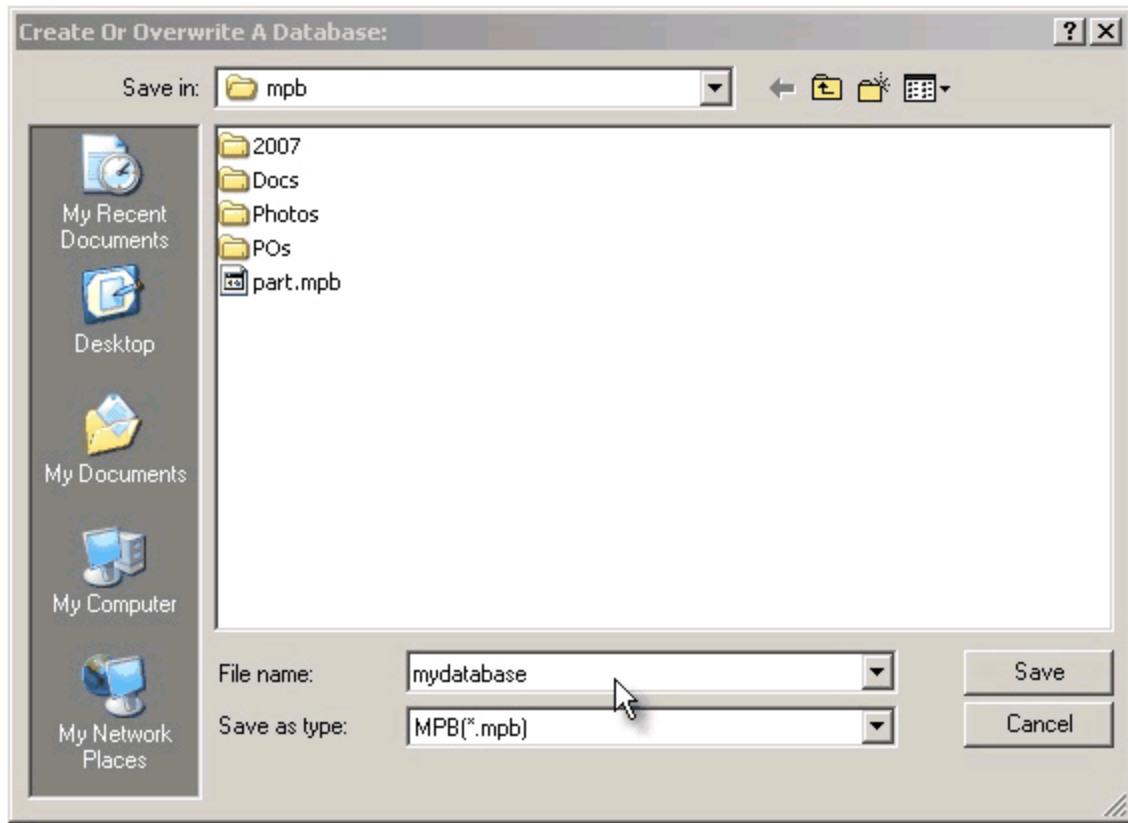 Create Or Overwrite A Database:
Save in:
mpb
My Recent
Documents
Desktop
My Documents
My Computer
My Network
Places
2007
Docs
Photos
POs
part.mpb
File name:
mydatabase
Save
Save as type:
MPB(*.mpb)
Cancel